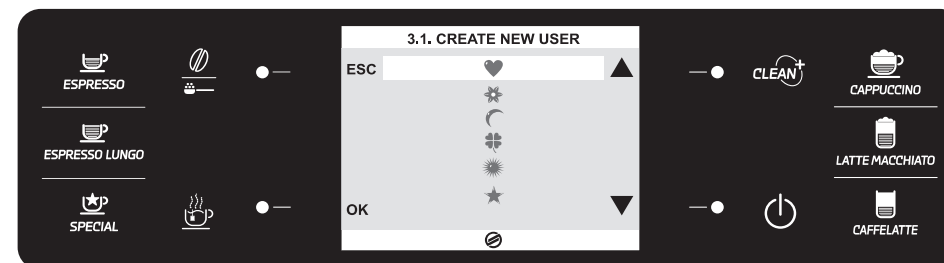 3.1. CREATE NEW USER
ESC
OK
ESPRESSO
ESPRESSO LUNGO
SPECIAL
CLEAN+
CAPPUCCINO
LATTE MACCHIATO
CAFFELATTE